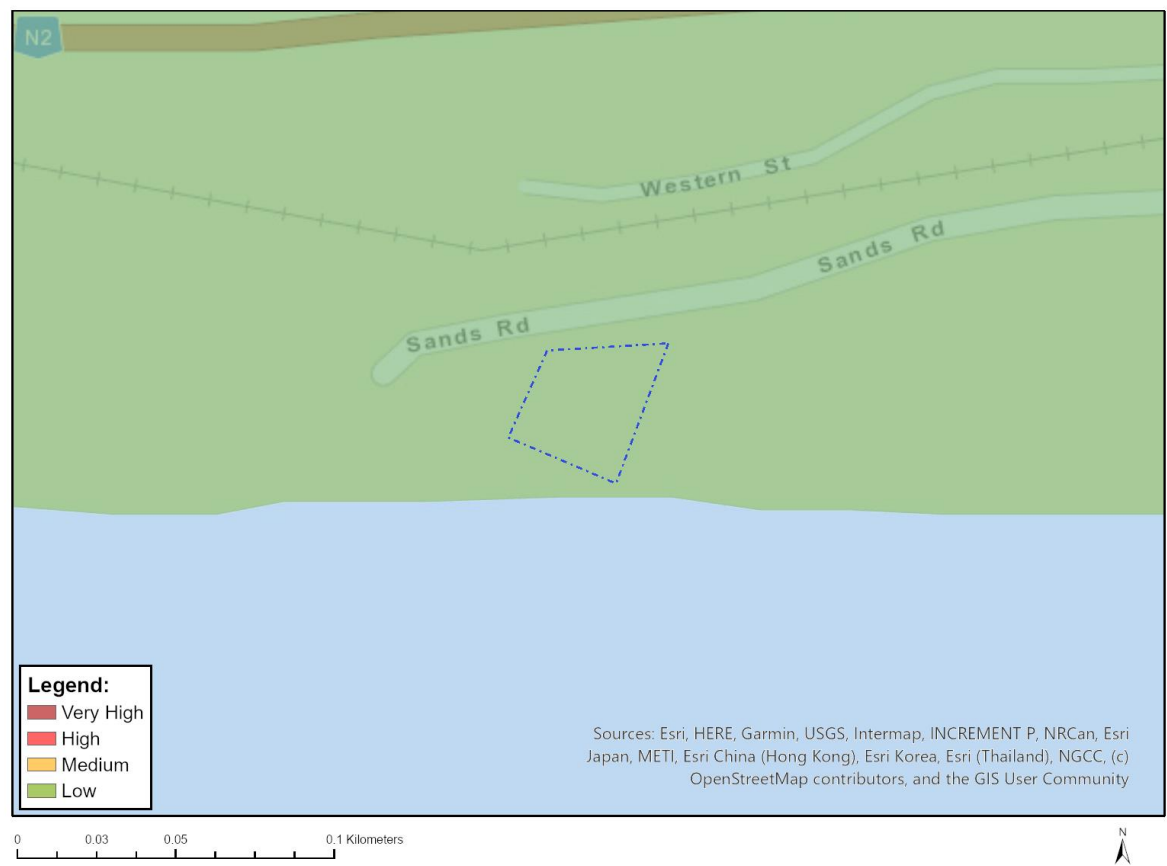 N2
Western St
Sands Rd
Sands Rd
Legend:
Very High
High
Medium
Low
Sources: Esri, HERE, Garmin, USGS, Intermap, INCREMENT P, NRCan, Esri
Japan, METI, Esri China (Hong Kong), Esri Korea, Esri (Thailand), NGCC, (c)
OpenStreetMap contributors, and the GIS User Community
0 0.03 0.05 0.1 Kilometers
N